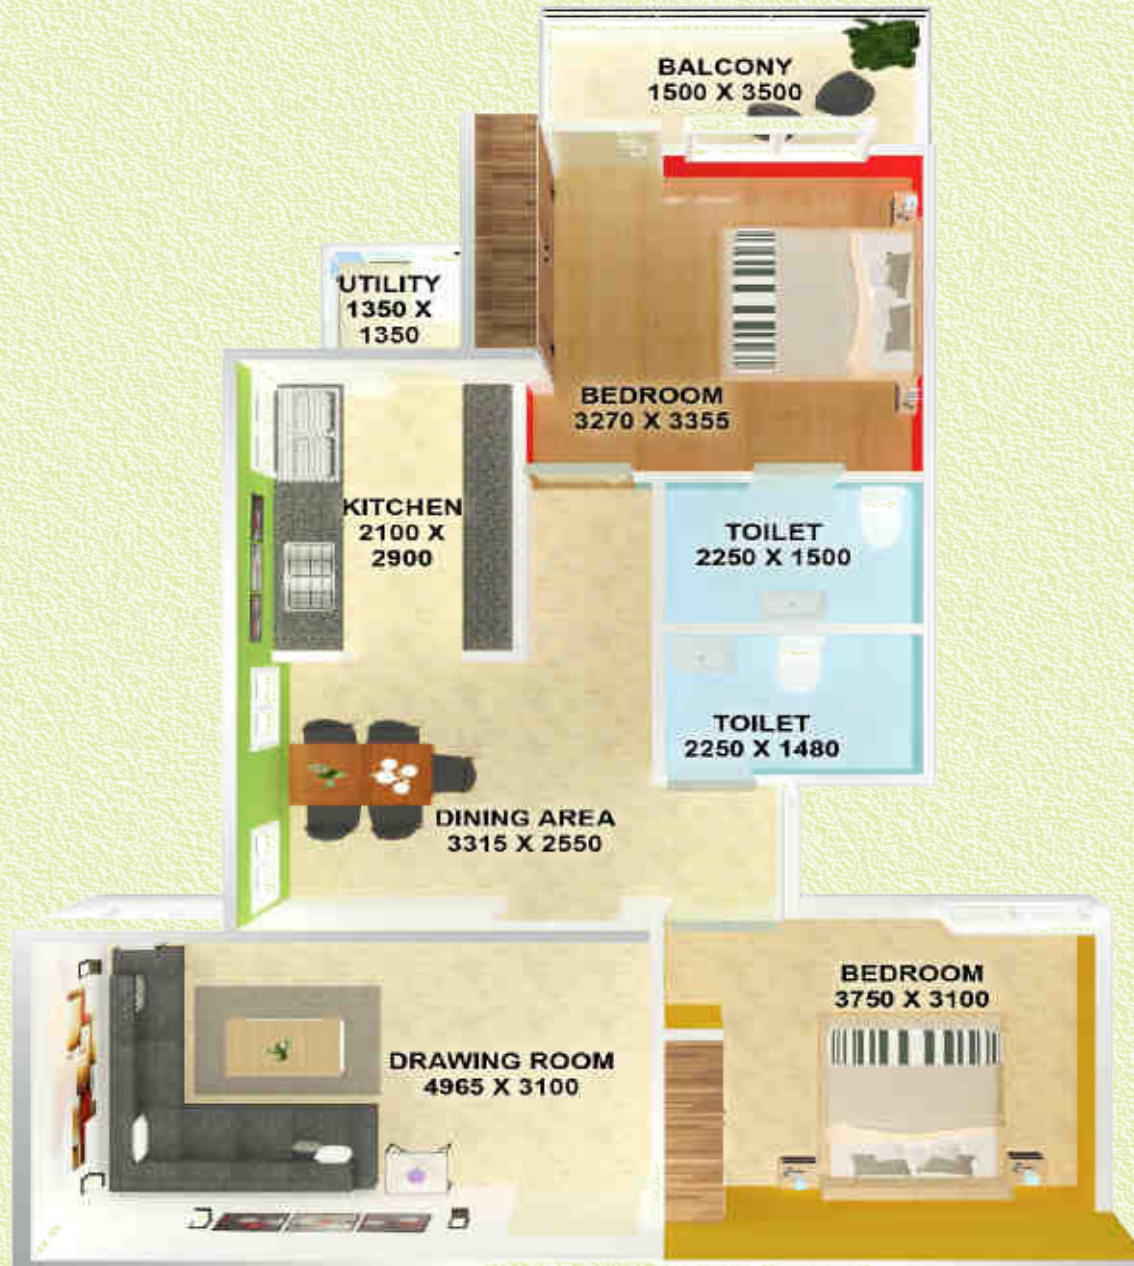 BALCONY
1500 X 3500
UTILITY
1350 X
1350
BEDROOM
3270 X 3355
KITCHEN
2100 X
2900
TOILET
2250 X 1500
TOILET
2250 X 1480
DINING AREA
3315 X 2550
BEDROOM
3750 X 3100
DRAWING ROOM
4965 X 3100